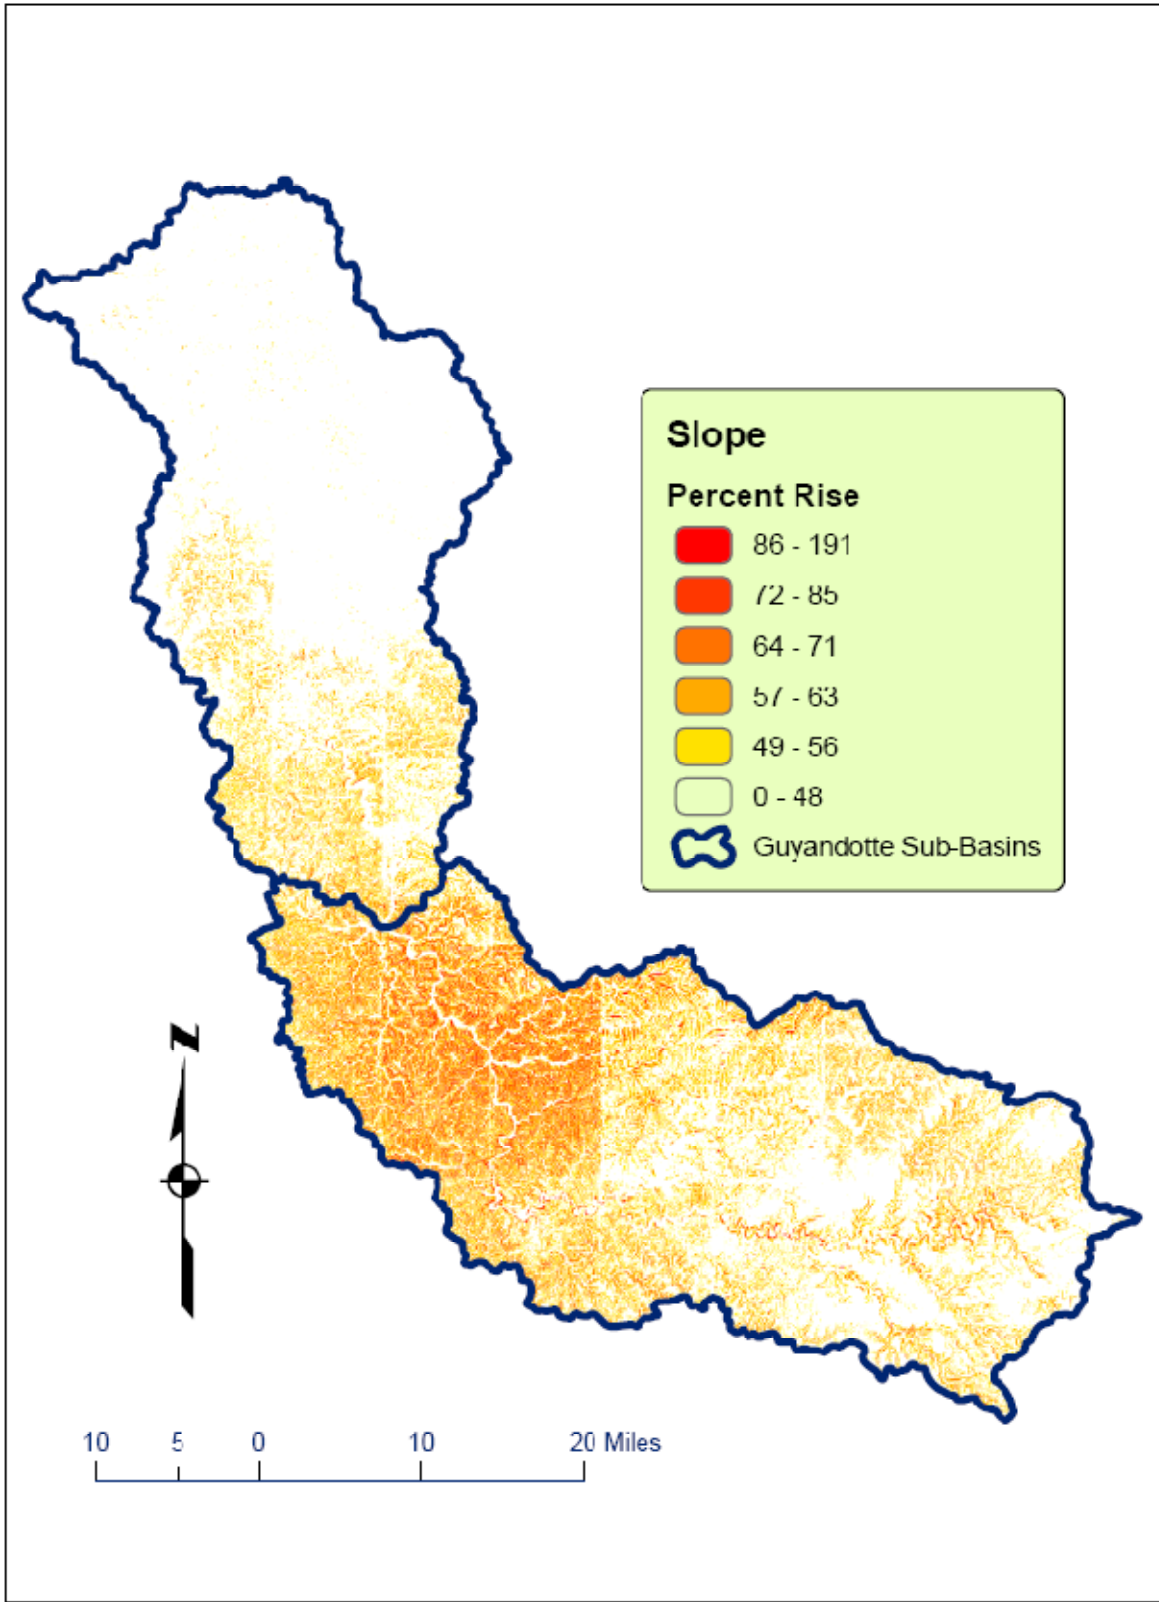 Slope
Percent Rise
86 - 191
72 - 85
64 - 71
57 - 63
49 - 56
0 - 48
Guyandotte Sub-Basins
N
10 5 0 10 20 Miles